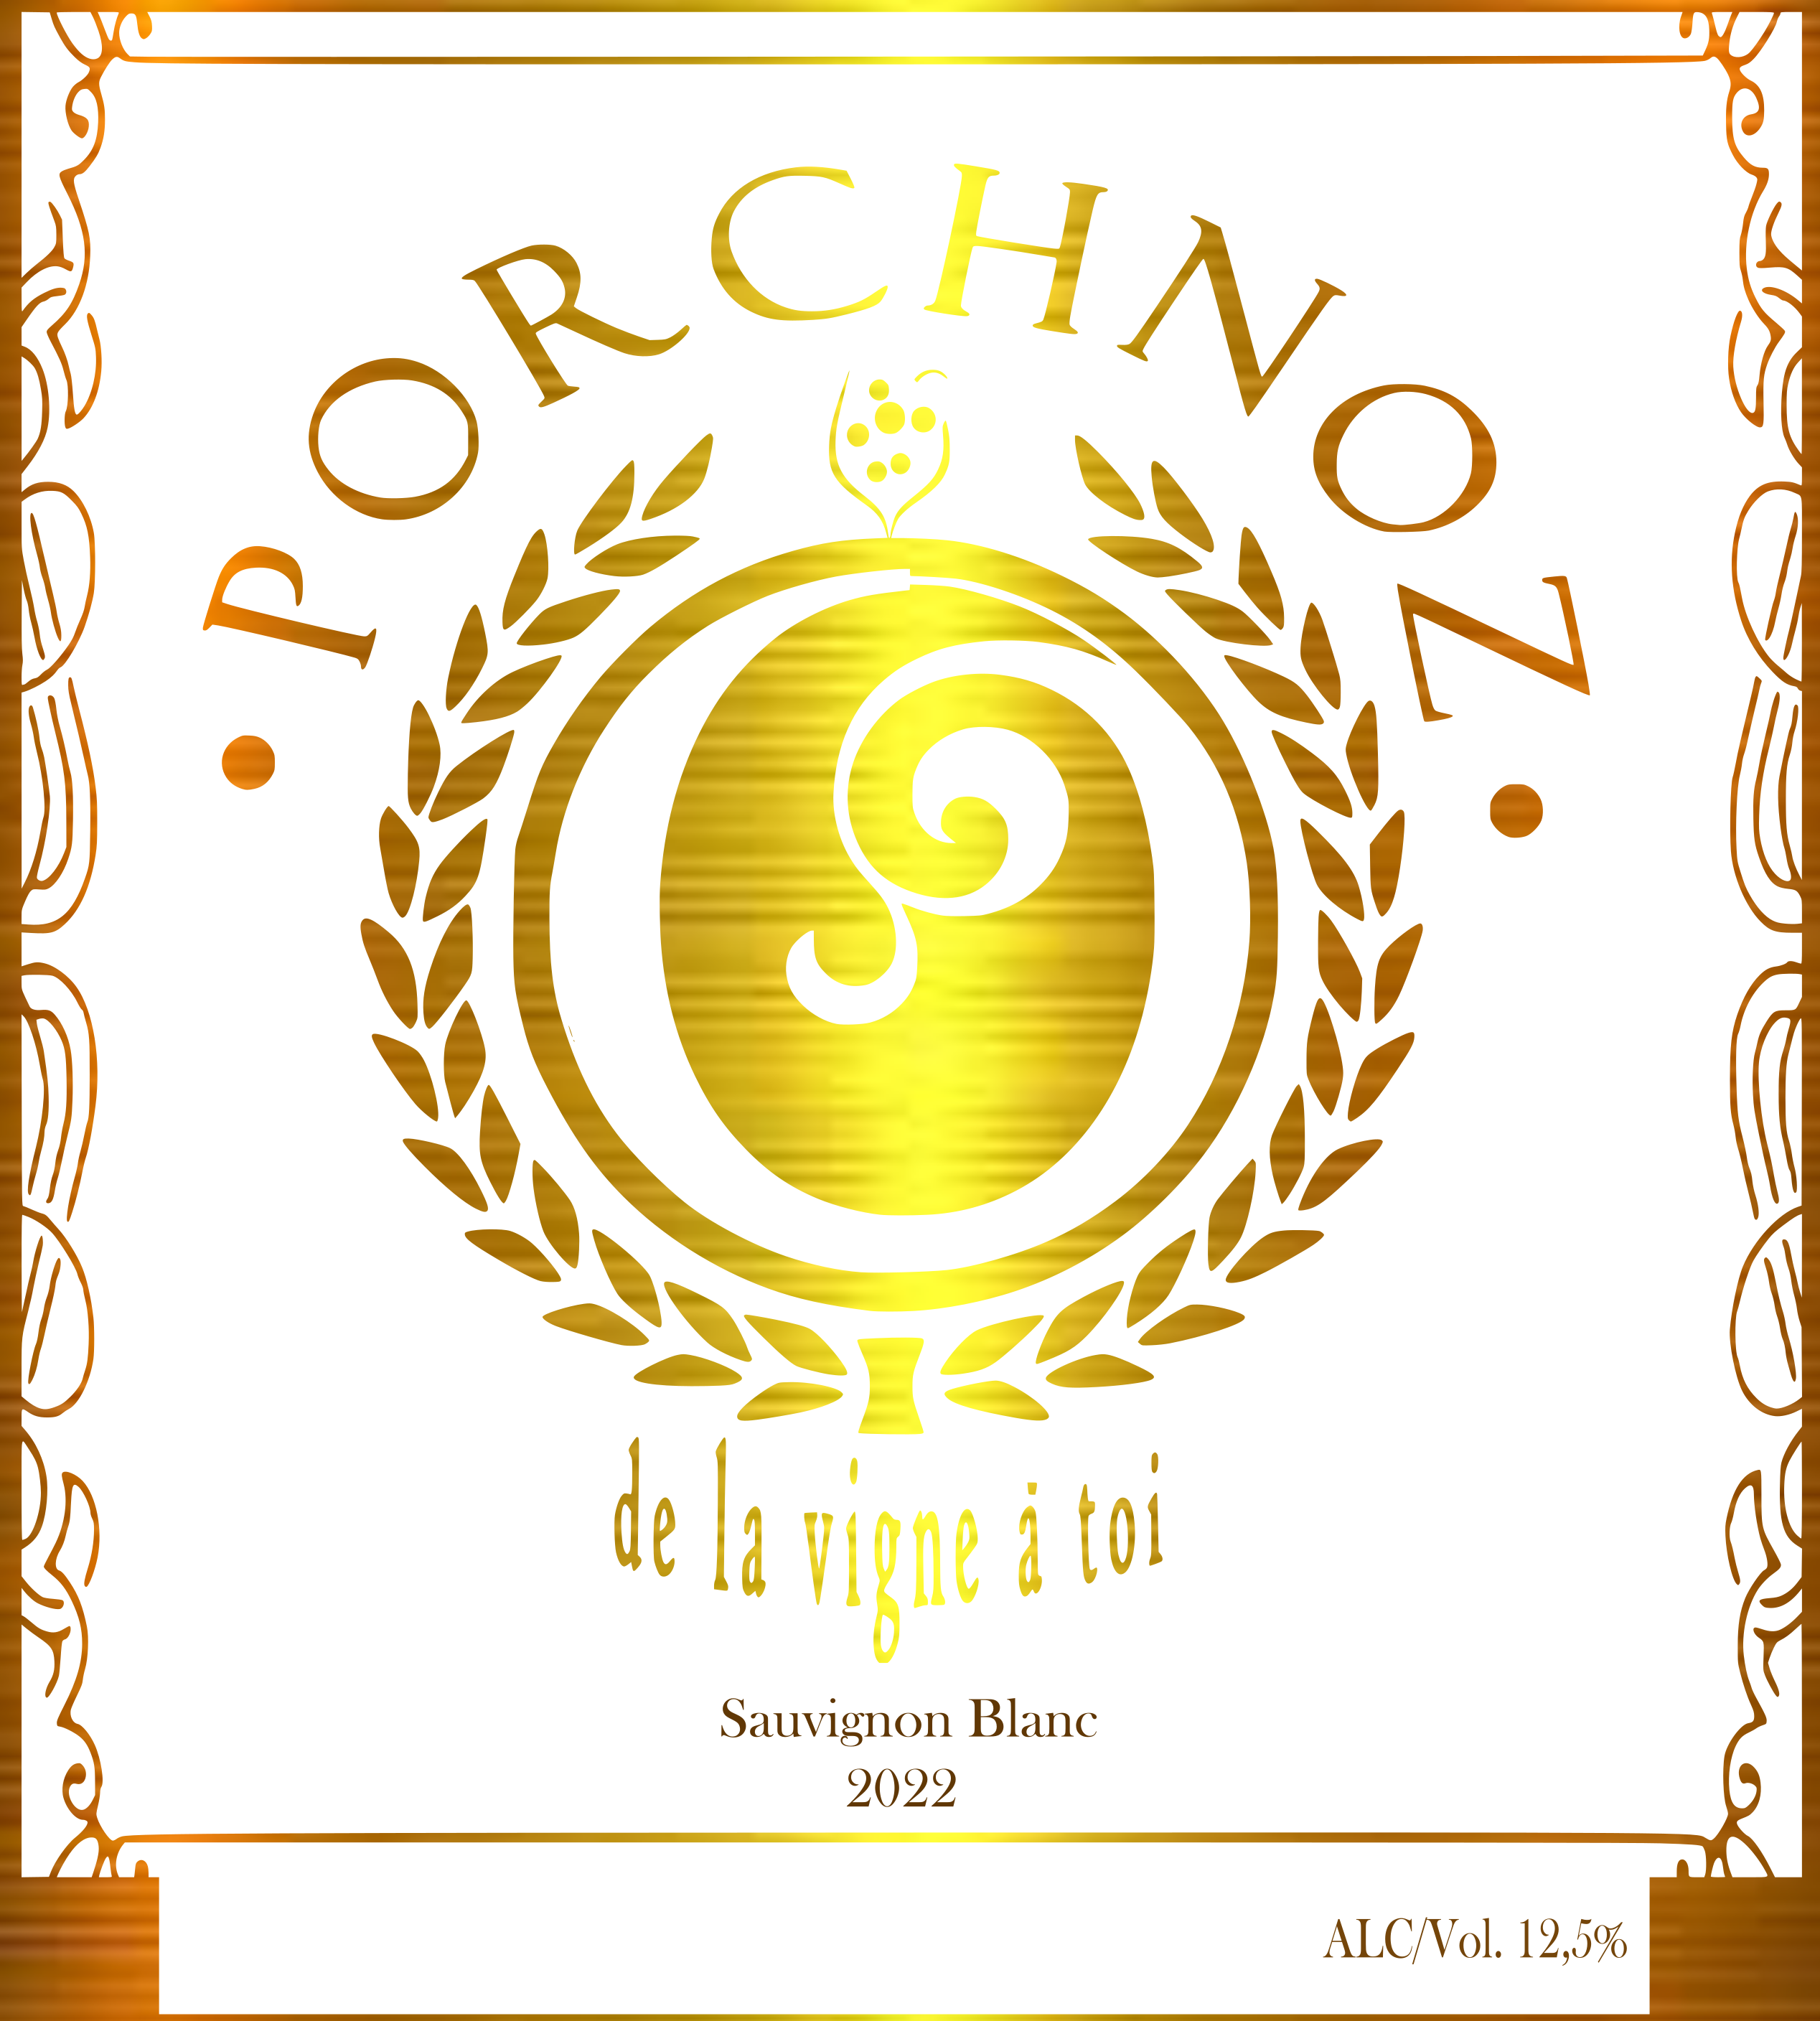 • PORCHNOZ •
de la vigne à toi
Sauvignon Blanc
2022
ALC/Vol. 12,5%